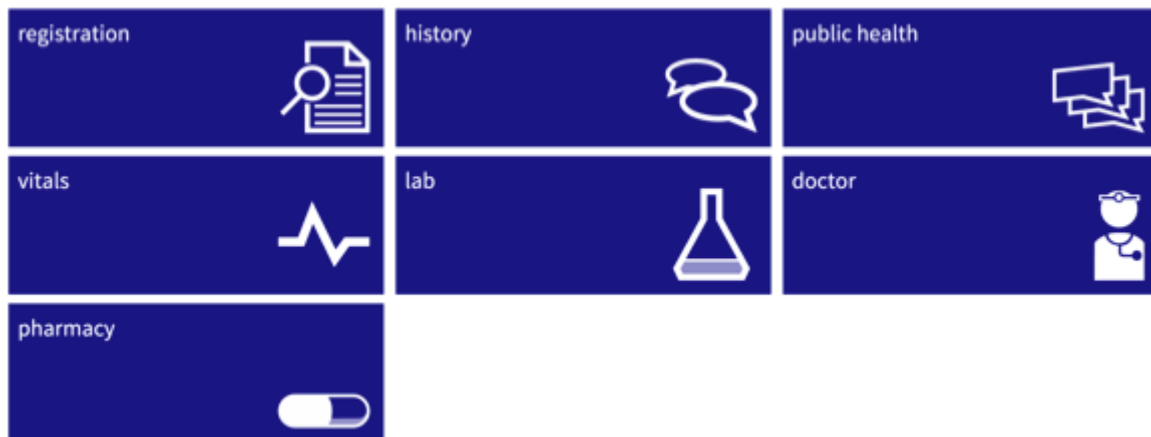 registration
history
public health
vitals
lab
doctor
pharmacy